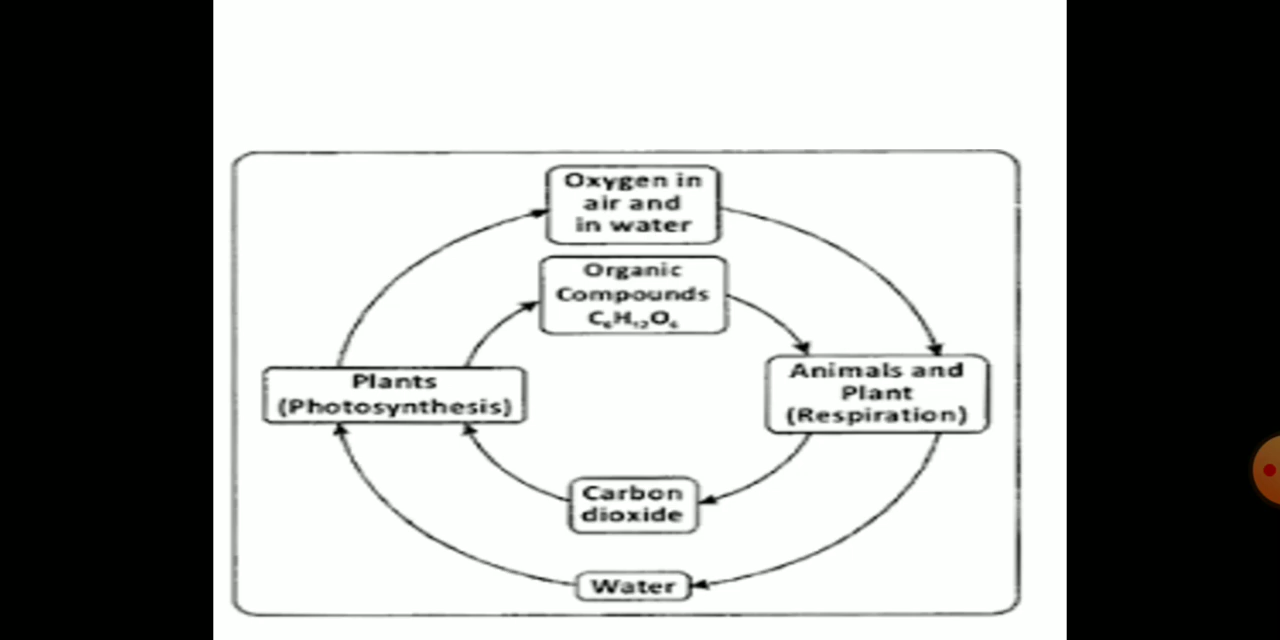 Oxygen in
air and
in water
Organic
Compounds
C₆H₁₂O₆
Plants
(Photosynthesis)
Animals and
Plant
(Respiration)
Carbon
dioxide
Water